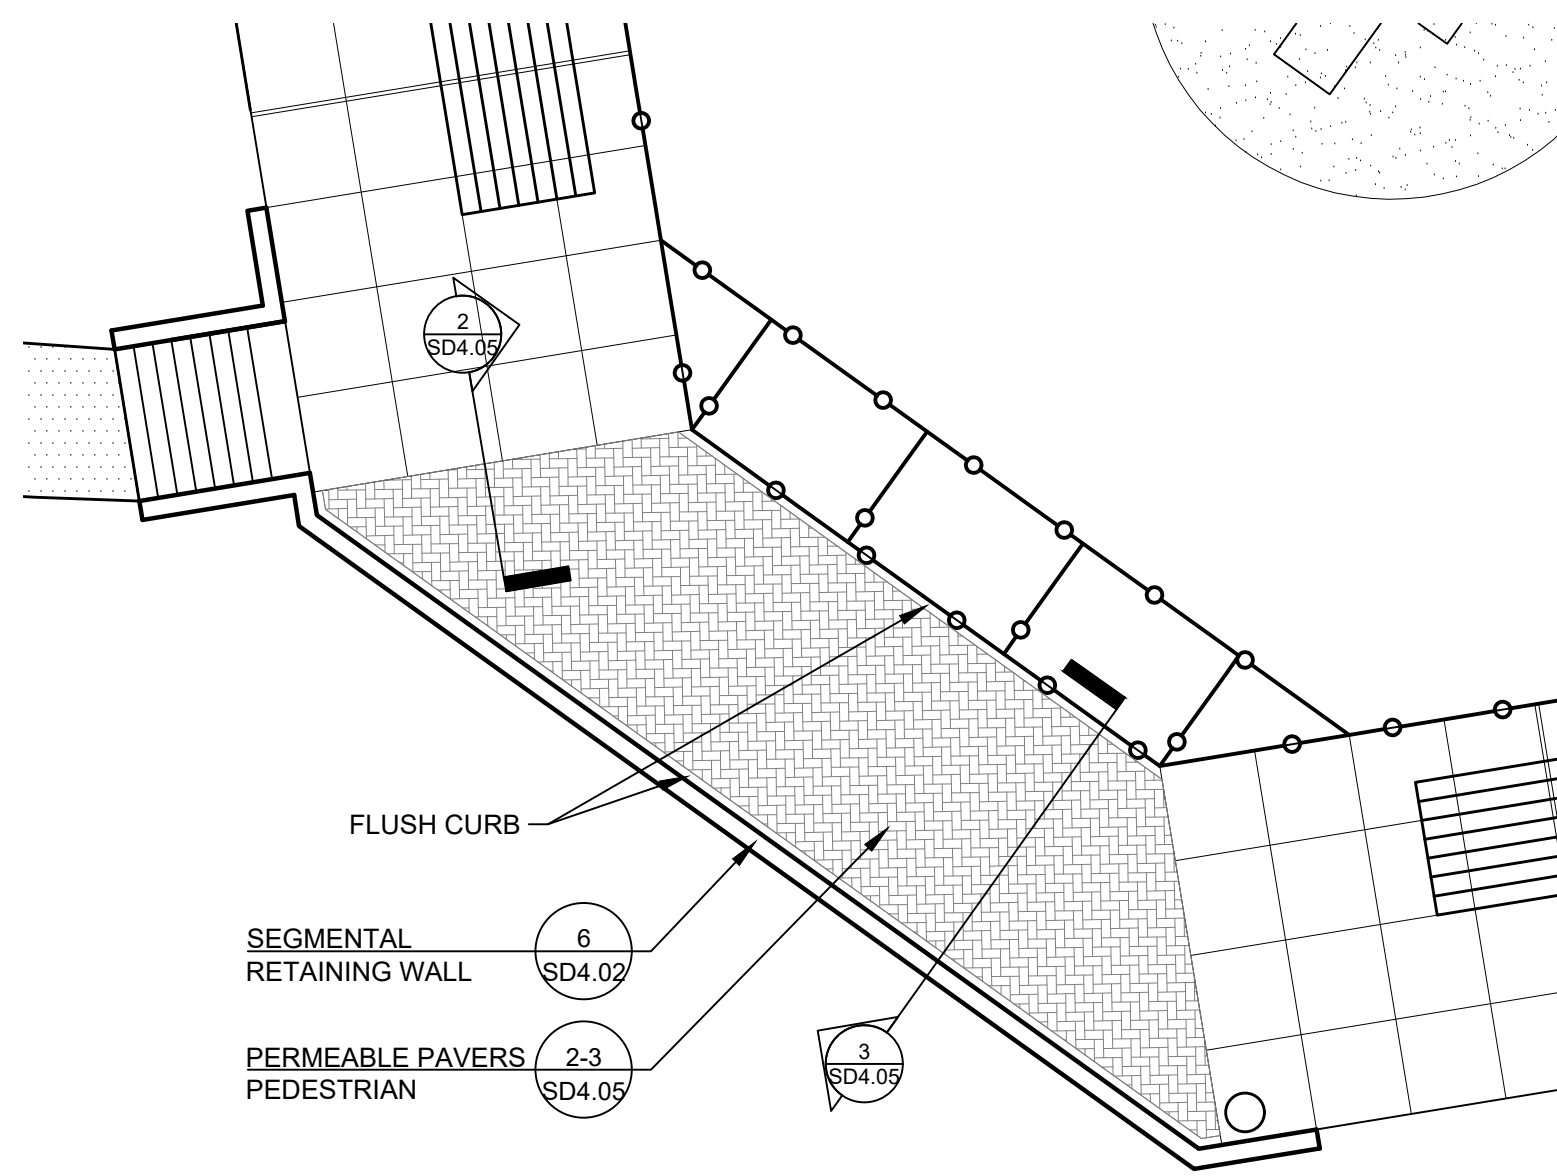 2
SD4.05
FLUSH CURB
SEGMENTAL
RETAINING WALL
6
SD4.02
PERMEABLE PAVERS
PEDESTRIAN
2-3
SD4.05
3
SD4.05